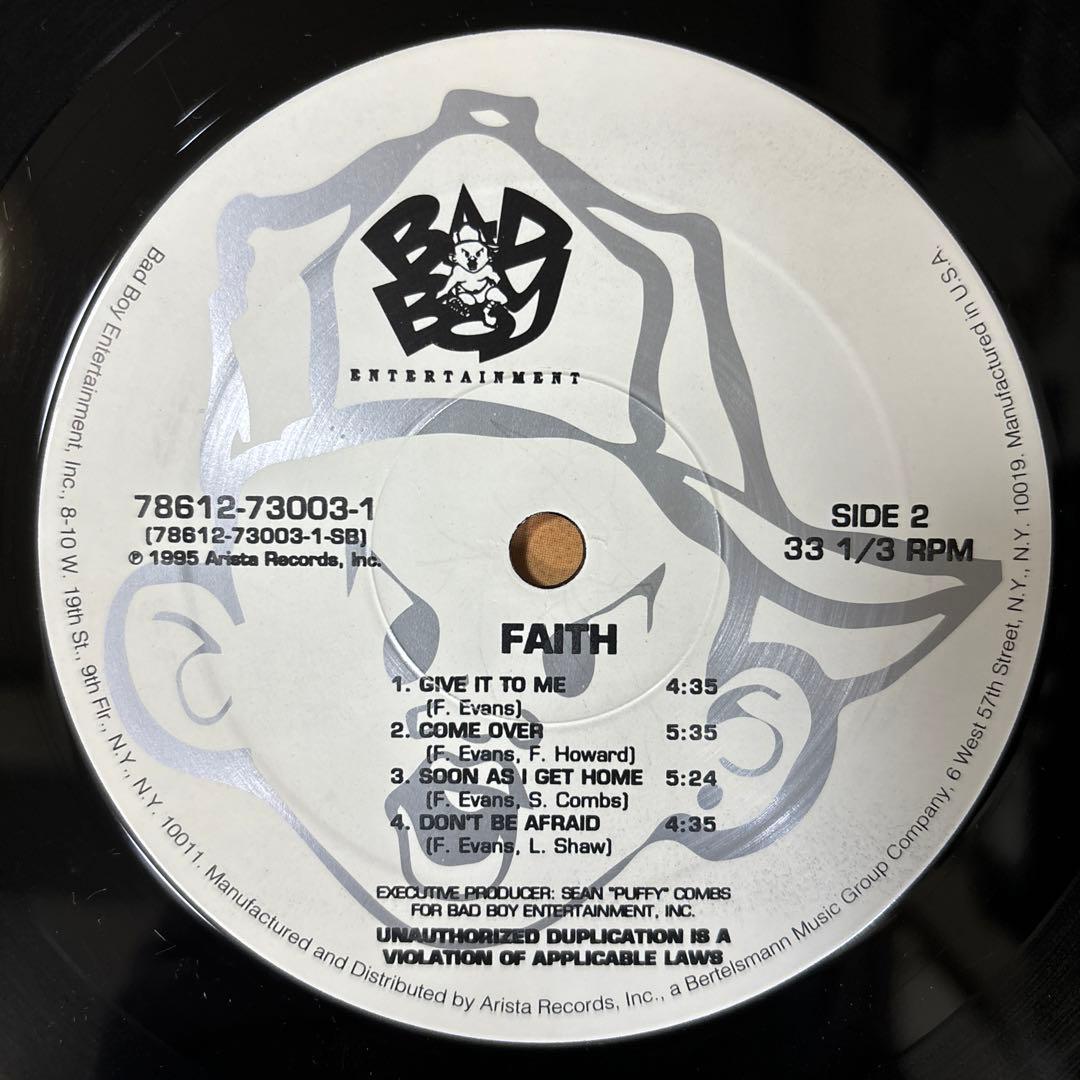 BAD BOY
ENTERTAINMENT
78612-73003-1
(78612-73003-1-SB)
℗ 1995 Arista Records, Inc.
SIDE 2
33 1/3 RPM
FAITH
1. GIVE IT TO ME 4:35
(F. Evans)
2. COME OVER 5:35
(F. Evans, F. Howard)
3. SOON AS I GET HOME 5:24
(F. Evans, S. Combs)
4. DON'T BE AFRAID 4:35
(F. Evans, L. Shaw)
EXECUTIVE PRODUCER: SEAN "PUFFY" COMBS
FOR BAD BOY ENTERTAINMENT, INC.
UNAUTHORIZED DUPLICATION IS A
VIOLATION OF APPLICABLE LAWS
Bad Boy Entertainment, Inc., 8-10 W. 19th St., 9th Flr., N.Y., N.Y. 10011. Manufactured and Distributed by Arista Records, Inc., a Bertelsmann Music Group Company, 6 West 57th Street, N.Y., N.Y. 10019. Manufactured in U.S.A.